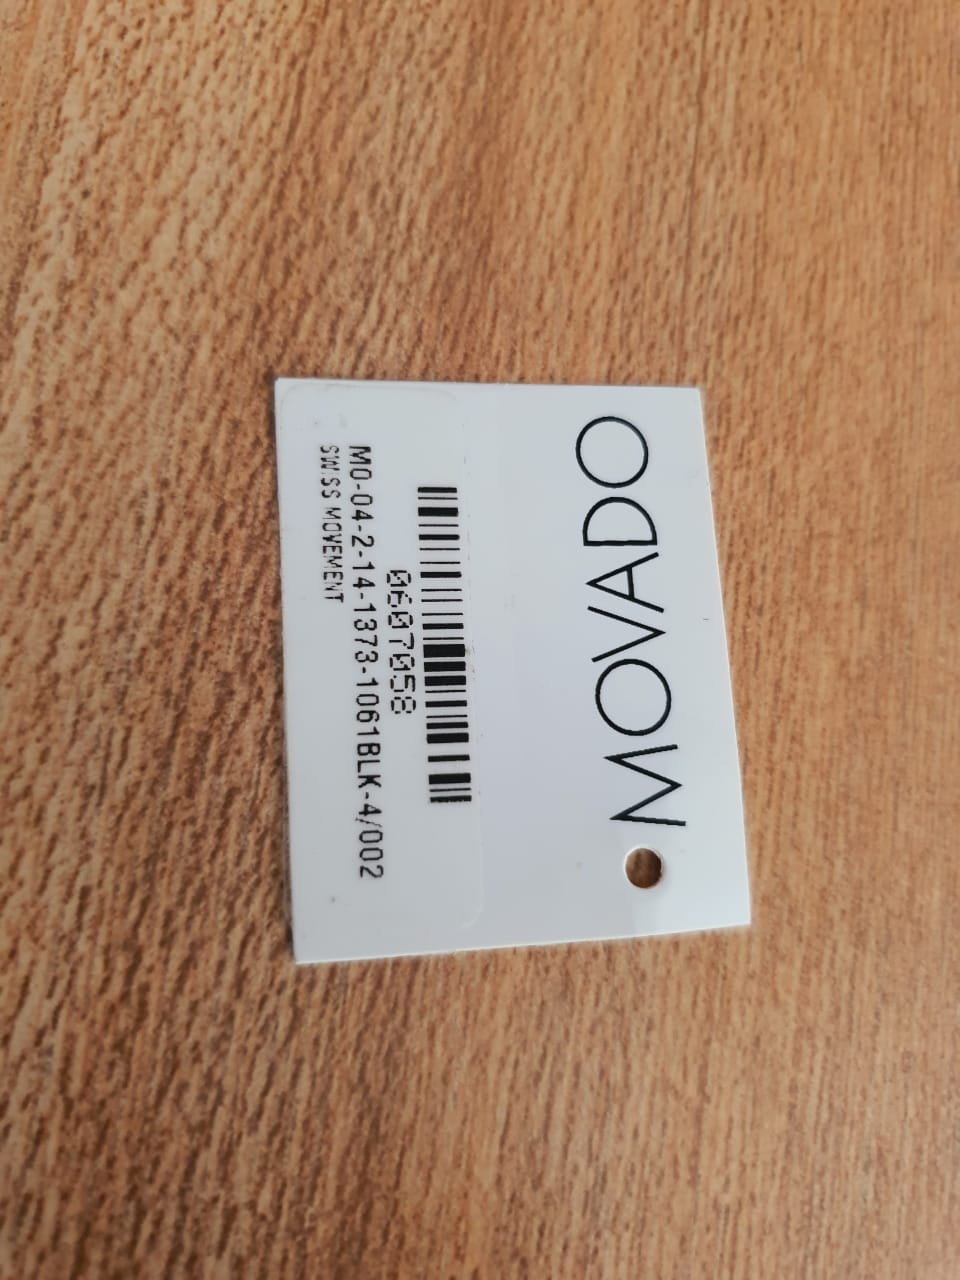 MOVADO
0607058
MO-04-2-14-1373-1061BLK-4/002
SWISS MOVEMENT